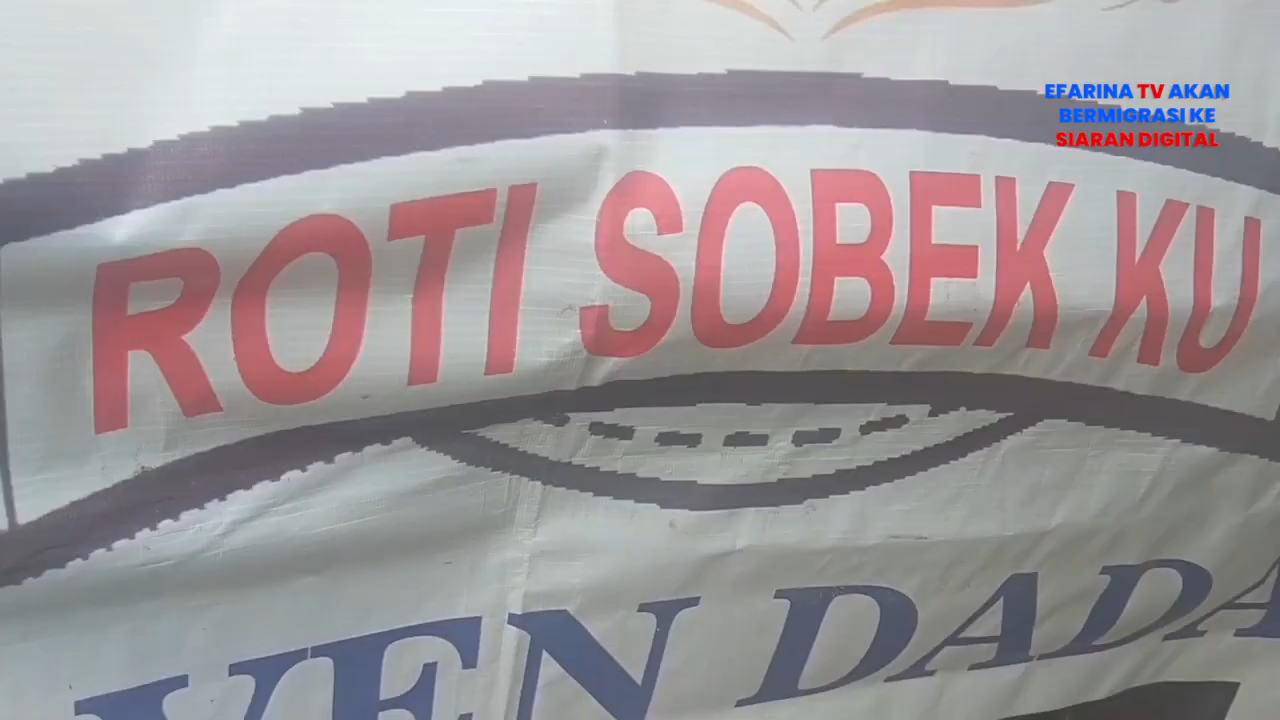 EFARINA TV AKAN
BERMIGRASI KE
SIARAN DIGITAL
ROTI SOBEK KU